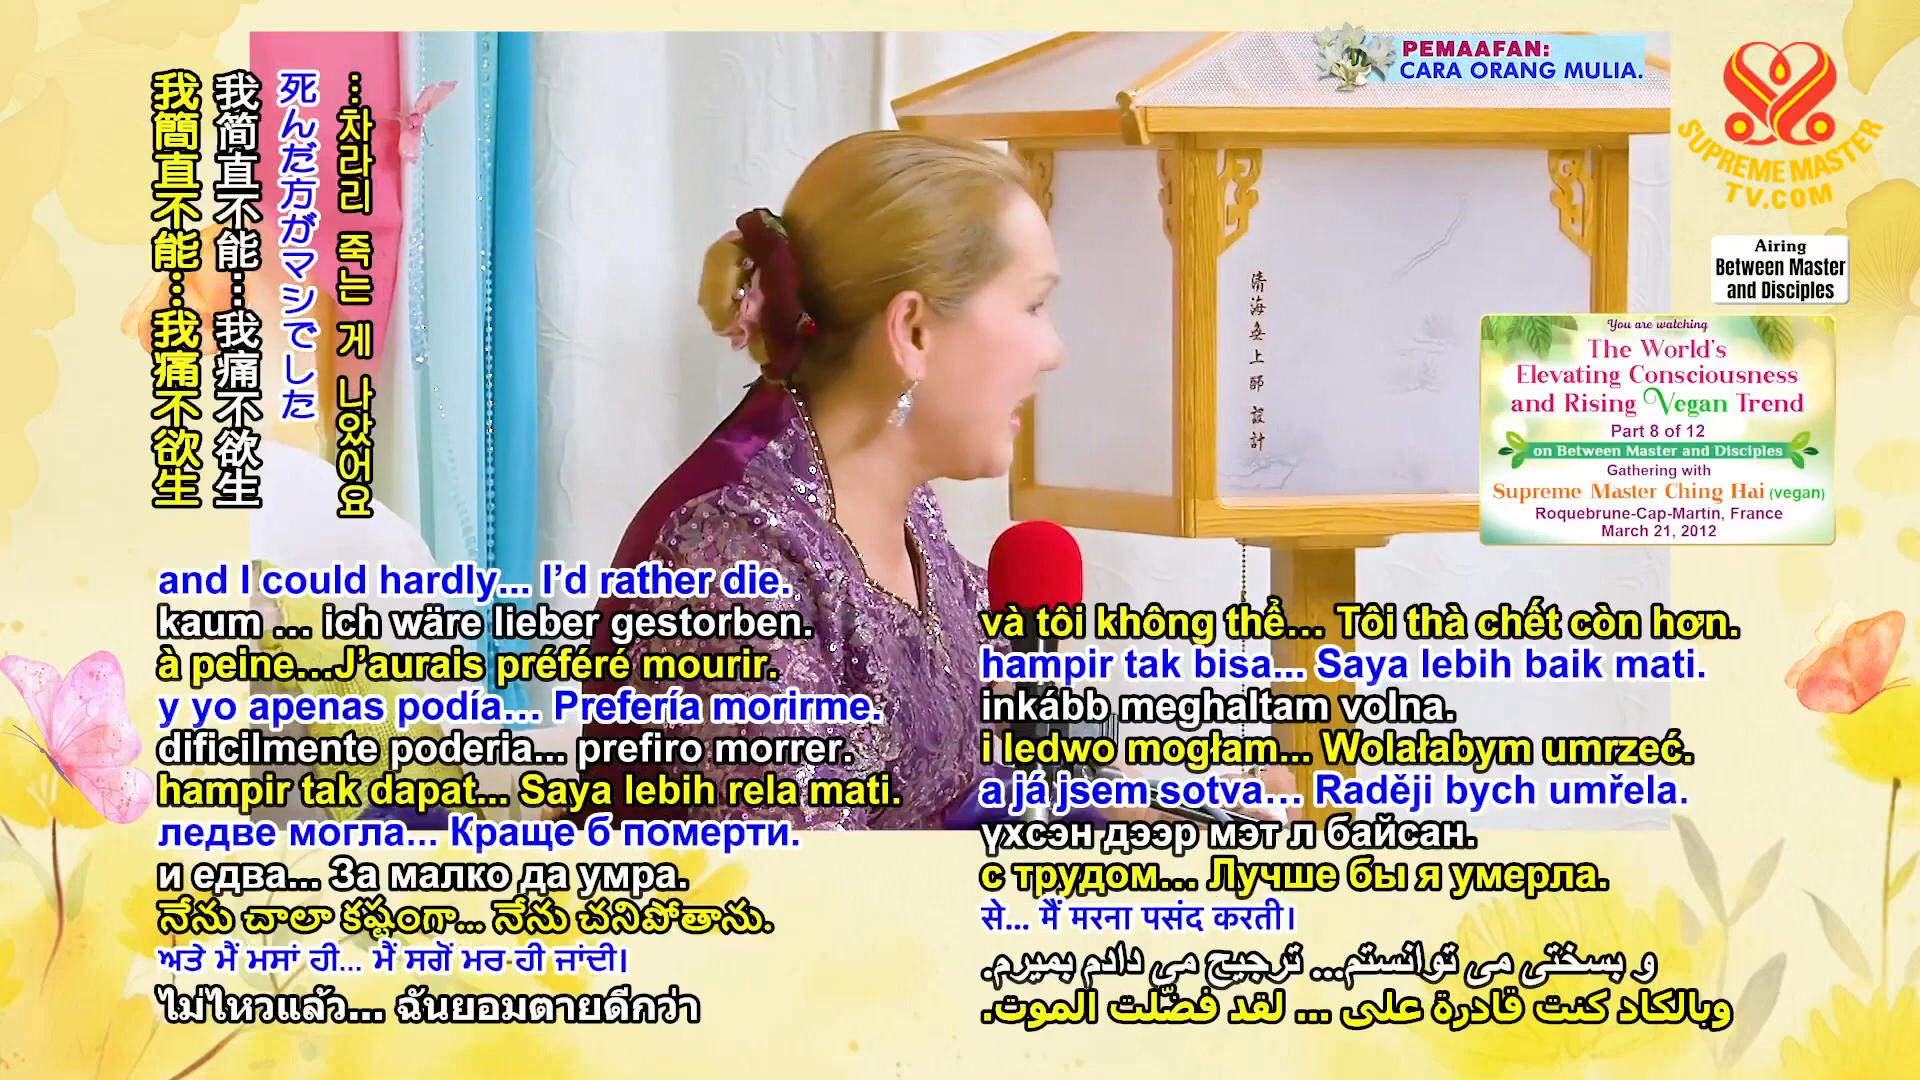 PEMAAFAN:
CARA ORANG MULIA.
SUPREME MASTER
TV.COM
Airing
Between Master
and Disciples
You are watching
The World's
Elevating Consciousness
and Rising Vegan Trend
Part 8 of 12
on Between Master and Disciples
Gathering with
Supreme Master Ching Hai (vegan)
Roquebrune-Cap-Martin, France
March 21, 2012
清海無上師 設計
...차라리 죽는 게 나았어요
死んだ方がマシでした
我简直不能…我痛不欲生
我簡直不能…我痛不欲生
and I could hardly... I’d rather die.
kaum … ich wäre lieber gestorben.
à peine…J’aurais préféré mourir.
y yo apenas podía… Prefería morirme.
dificilmente poderia... prefiro morrer.
hampir tak dapat... Saya lebih rela mati.
ледве могла... Краще б померти.
и едва... За малко да умра.
నేను చాలా కష్టంగా... నేను చనిపోతాను.
ਅਤੇ ਮੈਂ ਮਸਾਂ ਹੀ... ਮੈਂ ਸਗੋਂ ਮਰ ਹੀ ਜਾਂਦੀ।
ไม่ไหวแล้ว... ฉันยอมตายดีกว่า
và tôi không thể… Tôi thà chết còn hơn.
hampir tak bisa... Saya lebih baik mati.
inkább meghaltam volna.
i ledwo mogłam... Wolałabym umrzeć.
a já jsem sotva… Raději bych umřela.
үхсэн дээр мэт л байсан.
с трудом… Лучше бы я умерла.
से... मैं मरना पसंद करती।
و بسختی می توانستم... ترجیح می دادم بمیرم.
وبالكاد كنت قادرة على ... لقد فضّلت الموت.